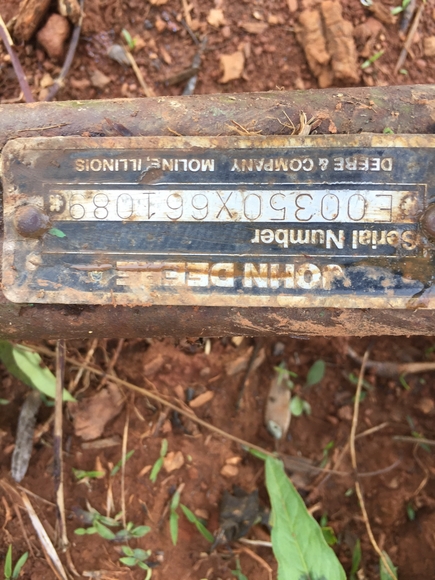 JOHN DEERE
Serial Number
E00350X661089
DEERE & COMPANY MOLINE, ILLINOIS